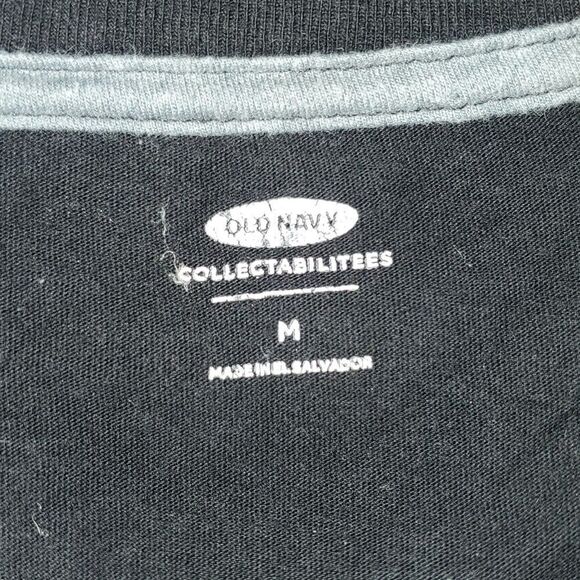 OLD NAVY
COLLECTABILITEES
M
MADE IN EL SALVADOR